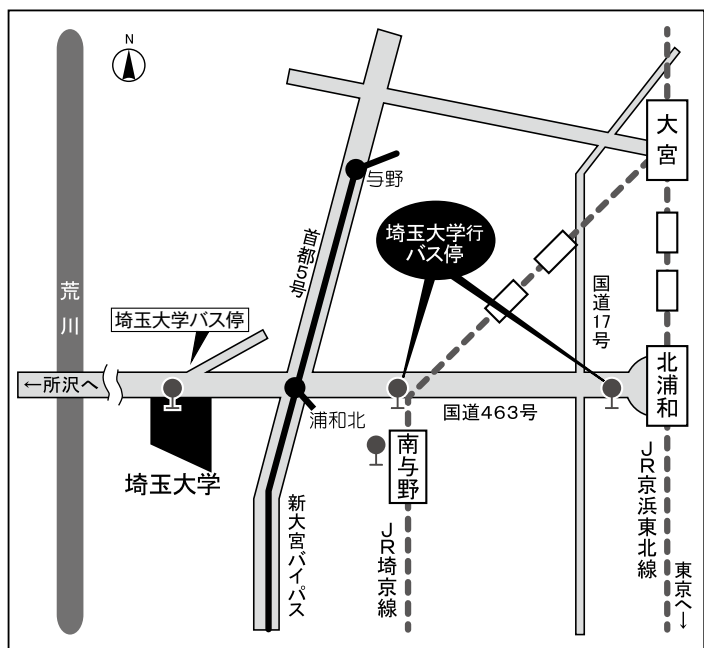 N
大宮
与野
埼玉大学行
バス停
首都5号
国道17号
荒川
埼玉大学バス停
←所沢へ
北浦和
浦和北
国道463号
南与野
埼玉大学
新大宮バイパス
JR埼京線
JR京浜東北線
東京へ→